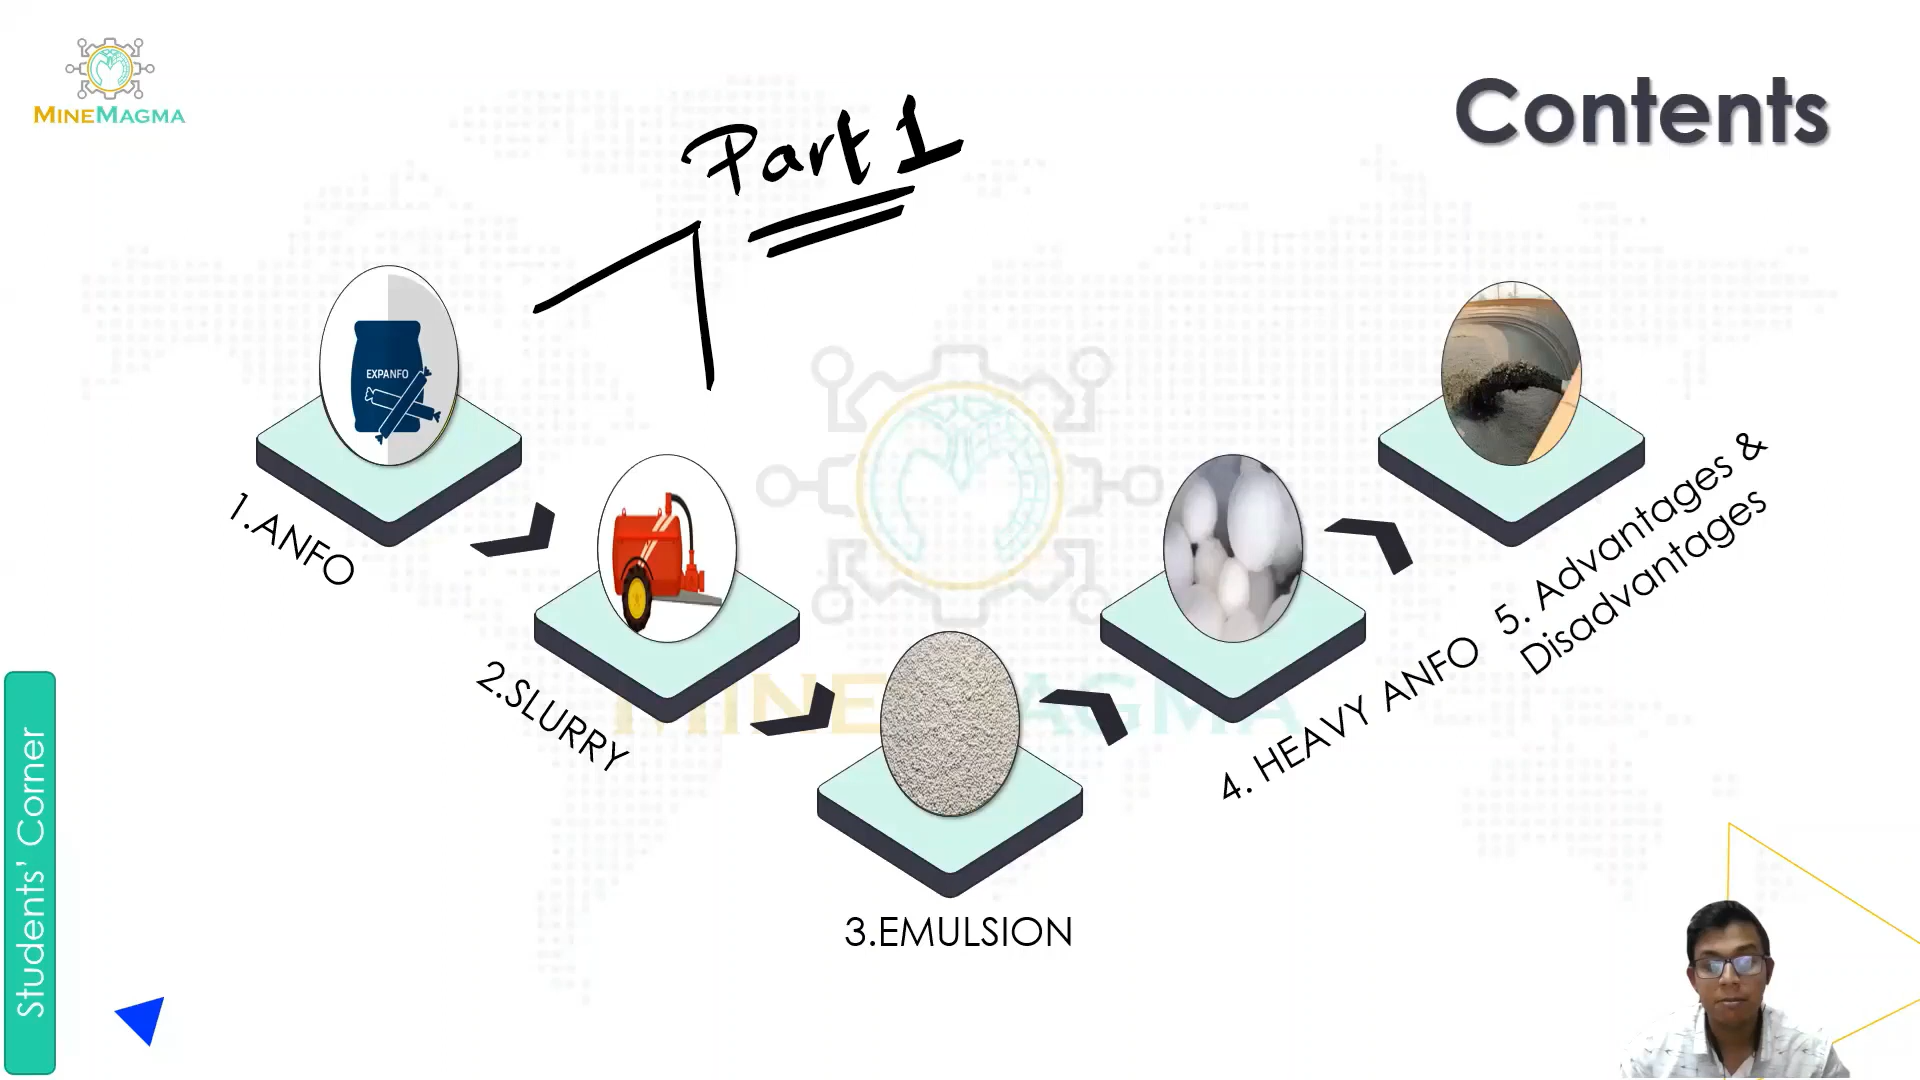 MINEMAGMA
Contents
Part 1
EXPANFO
1.ANFO
2.SLURRY
3.EMULSION
4. HEAVY ANFO
5. Advantages &
Disadvantages
MINEMAGMA
Students' Corner